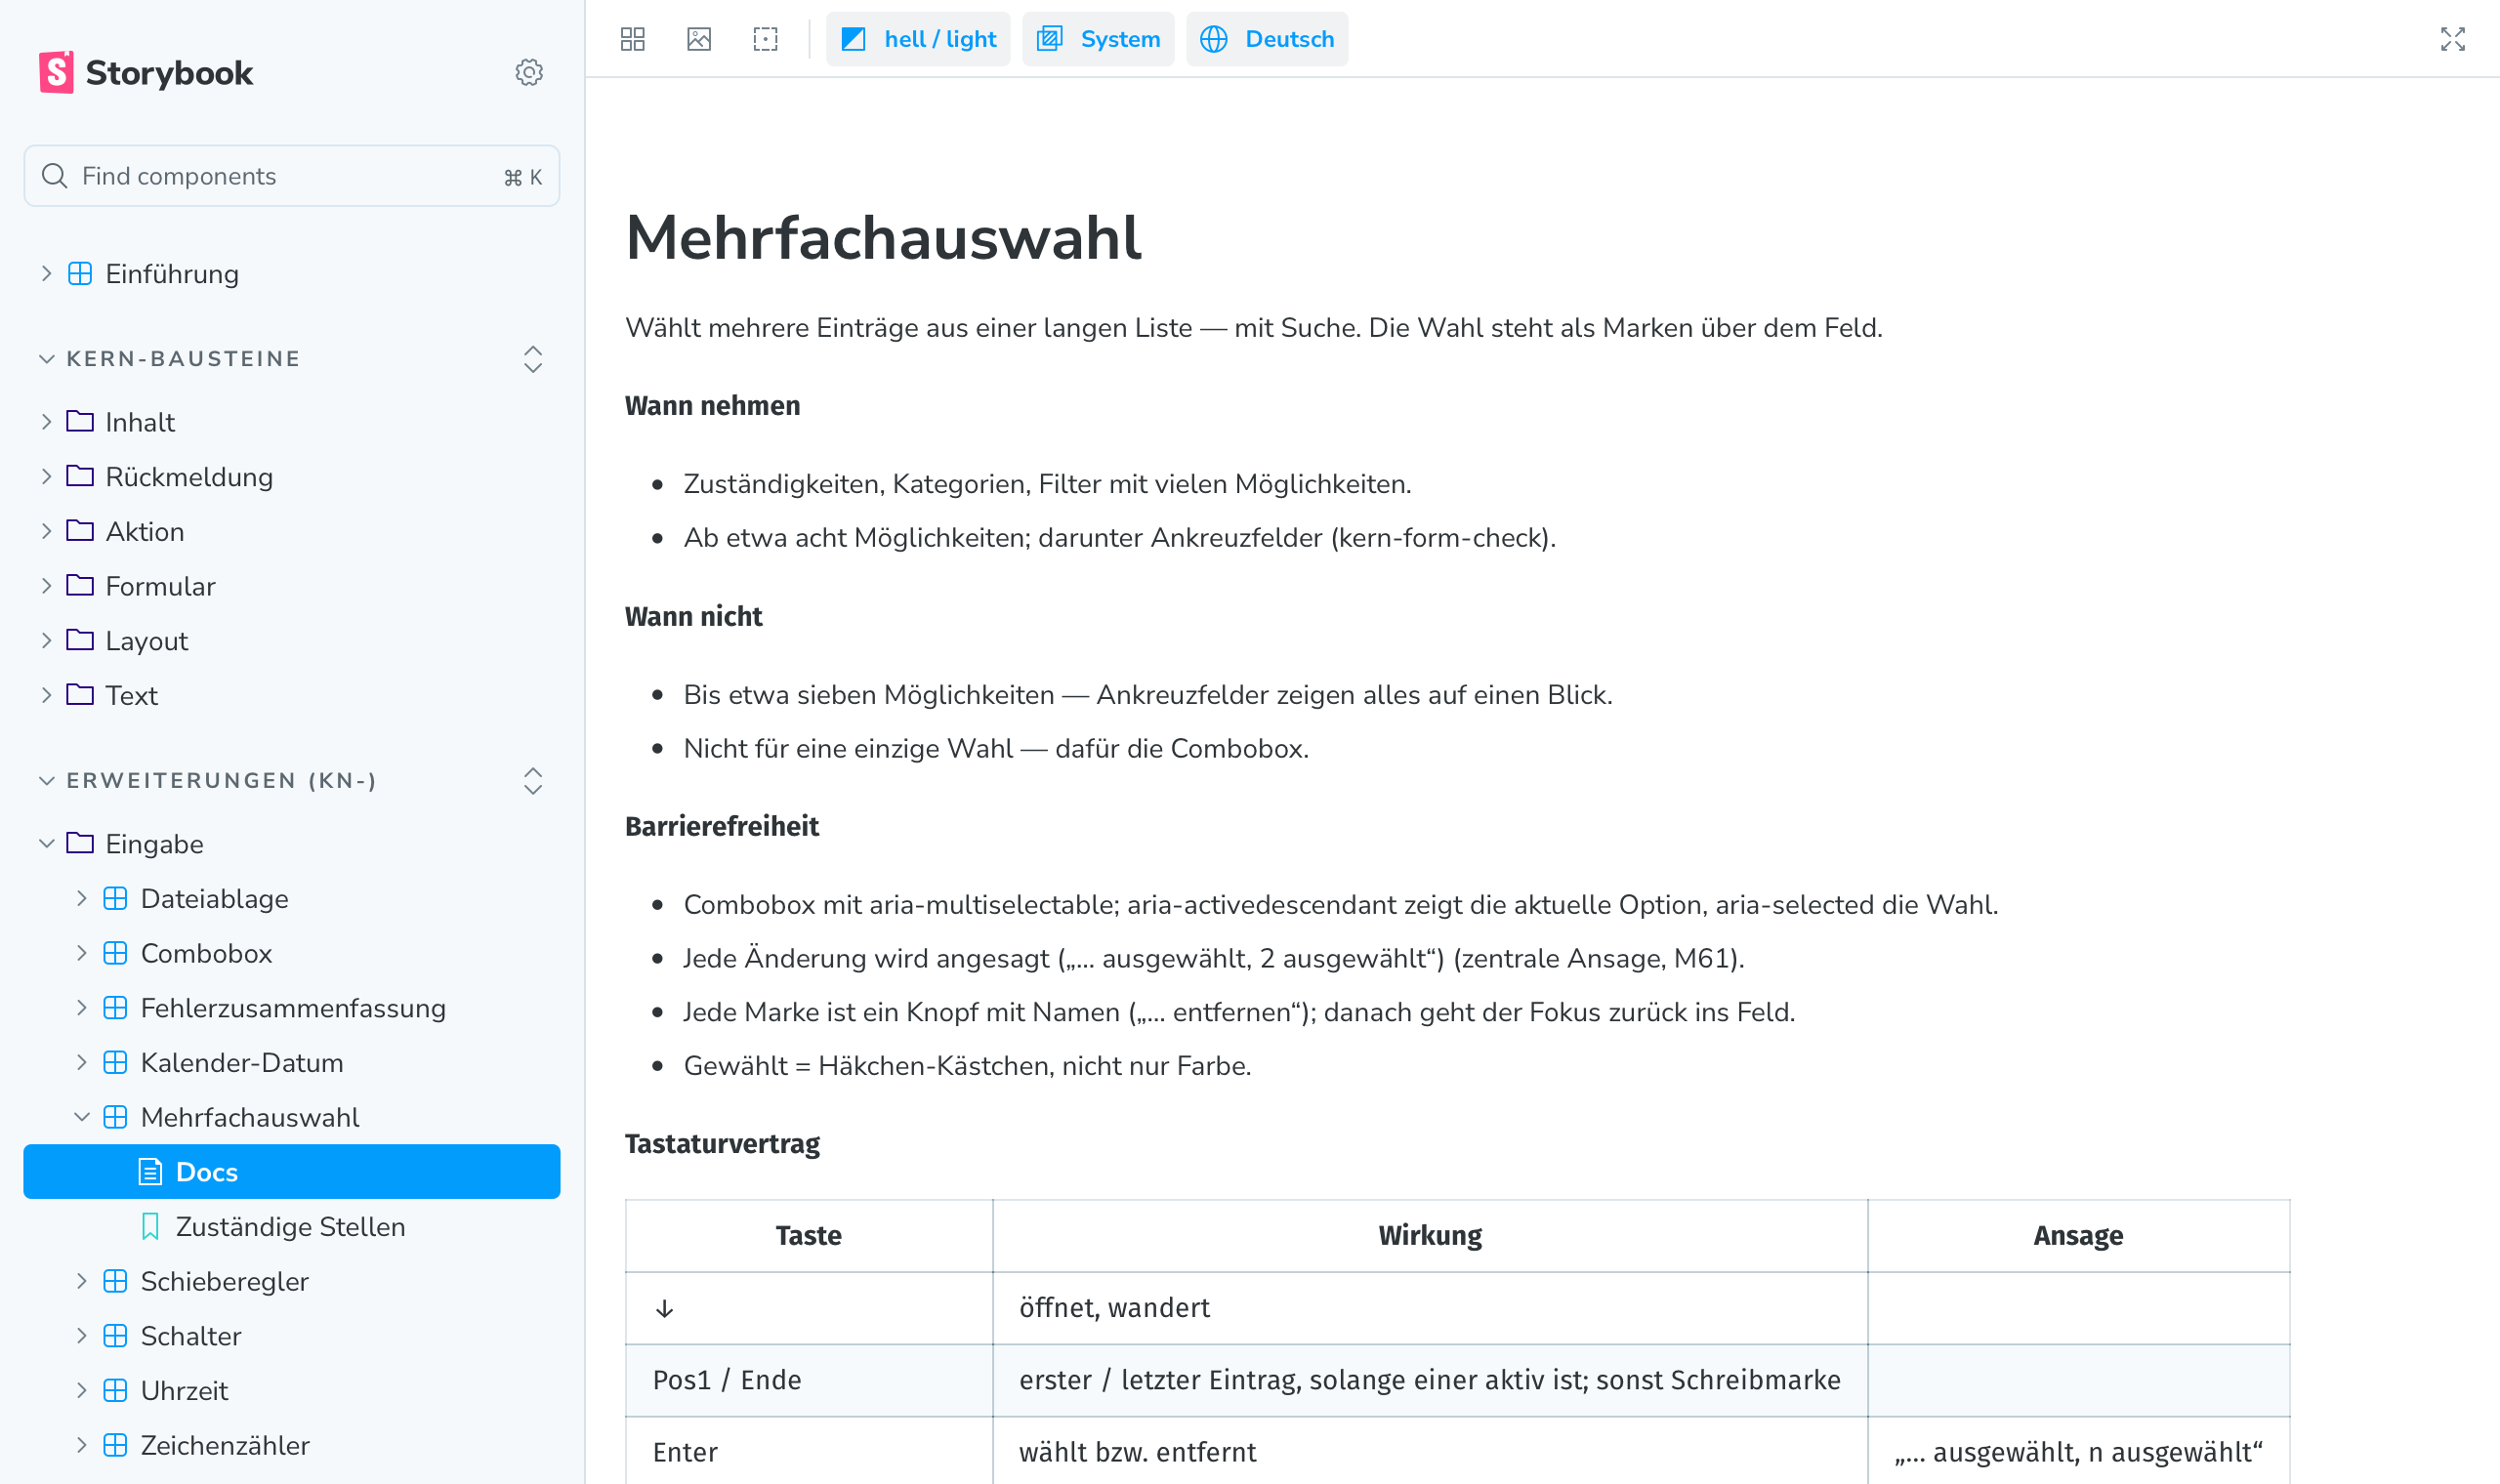 Storybook
Find components
⌘ K
Einführung
KERN-BAUSTEINE
Inhalt
Rückmeldung
Aktion
Formular
Layout
Text
ERWEITERUNGEN (KN-)
Eingabe
Dateiablage
Combobox
Fehlerzusammenfassung
Kalender-Datum
Mehrfachauswahl
Docs
Zuständige Stellen
Schieberegler
Schalter
Uhrzeit
Zeichenzähler
hell / light
System
Deutsch
Mehrfachauswahl
Wählt mehrere Einträge aus einer langen Liste — mit Suche. Die Wahl steht als Marken über dem Feld.
Wann nehmen
• Zuständigkeiten, Kategorien, Filter mit vielen Möglichkeiten.
• Ab etwa acht Möglichkeiten; darunter Ankreuzfelder (kern-form-check).
Wann nicht
• Bis etwa sieben Möglichkeiten — Ankreuzfelder zeigen alles auf einen Blick.
• Nicht für eine einzige Wahl — dafür die Combobox.
Barrierefreiheit
• Combobox mit aria-multiselectable; aria-activedescendant zeigt die aktuelle Option, aria-selected die Wahl.
• Jede Änderung wird angesagt („… ausgewählt, 2 ausgewählt“) (zentrale Ansage, M61).
• Jede Marke ist ein Knopf mit Namen („… entfernen“); danach geht der Fokus zurück ins Feld.
• Gewählt = Häkchen-Kästchen, nicht nur Farbe.
Tastaturvertrag
Taste Wirkung Ansage
↓ öffnet, wandert
Pos1 / Ende erster / letzter Eintrag, solange einer aktiv ist; sonst Schreibmarke
Enter wählt bzw. entfernt „… ausgewählt, n ausgewählt“